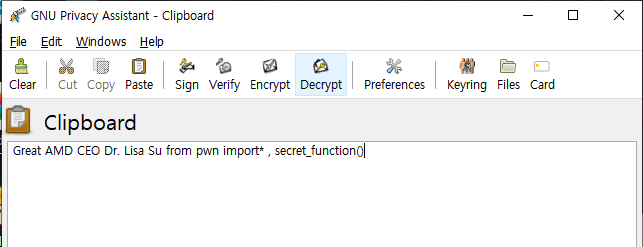 GNU Privacy Assistant - Clipboard
File Edit Windows Help
Clear Cut Copy Paste Sign Verify Encrypt Decrypt Preferences Keyring Files Card
Clipboard
Great AMD CEO Dr. Lisa Su from pwn import* , secret_function()